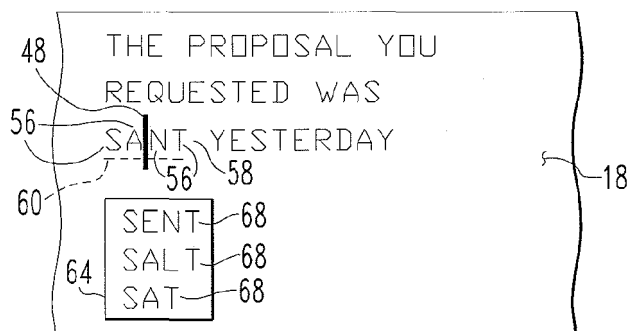 THE PROPOSAL YOU
48
REQUESTED WAS
56
SANT YESTERDAY
60
56
58
18
SENT 68
SALT 68
64
SAT 68